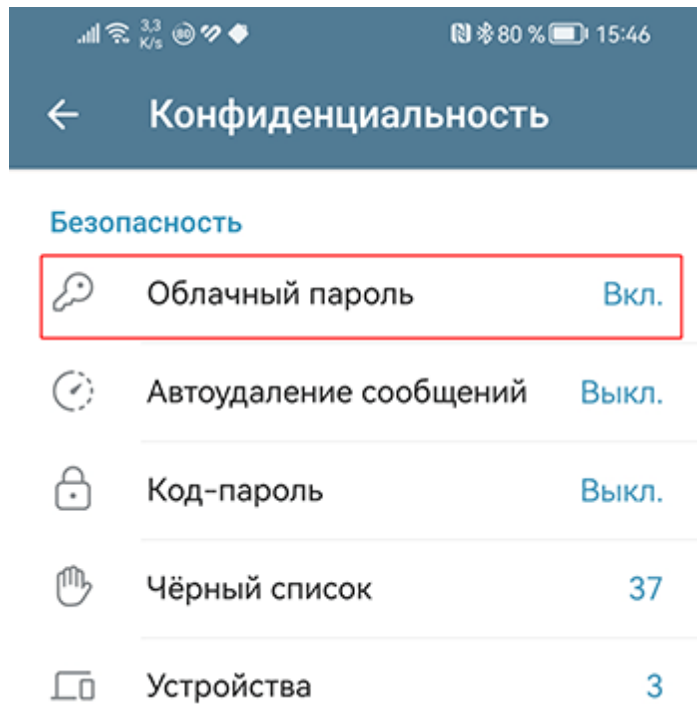 3,3 K/s 80 80 % 15:46
Конфиденциальность
Безопасность
Облачный пароль Вкл.
Автоудаление сообщений Выкл.
Код-пароль Выкл.
Чёрный список 37
Устройства 3